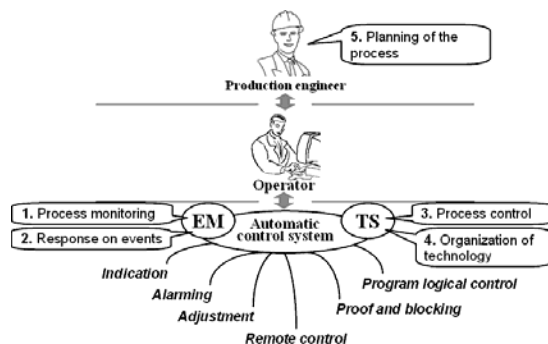 5. Planning of the
process
Production engineer
Operator
1. Process monitoring
2. Response on events
EM
Automatic
control system
TS
3. Process control
4. Organization of
technology
Indication
Alarming
Adjustment
Remote control
Proof and blocking
Program logical control